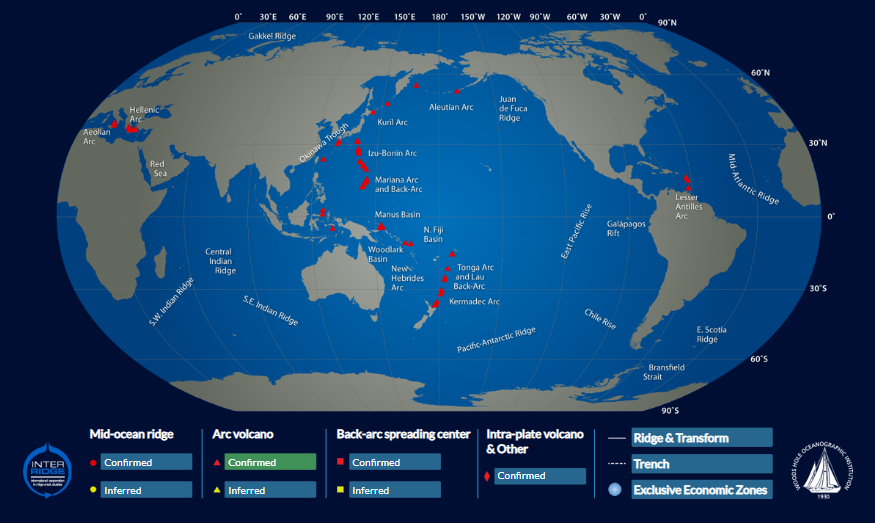 0° 30°E 60°E 90°E 120°E 150°E 180° 150°W 120°W 90°W 60°W 30°W 0°
90°N
Gakkel Ridge
60°N
Aleutian Arc
Juan
de Fuca
Ridge
Hellenic
Arc
Aeolian
Arc
Kuril Arc
Okinawa Trough
30°N
Izu-Bonin Arc
Red
Sea
Mid-Atlantic Ridge
Mariana Arc
and Back-Arc
Lesser
Antilles
Arc
Manus Basin
0°
East Pacific Rise
Galápagos
Rift
N. Fiji
Basin
Woodlark
Basin
Central
Indian
Ridge
New
Hebrides
Arc
Tonga Arc
and Lau
Back-Arc
S.W. Indian Ridge
30°S
S.E. Indian Ridge
Kermadec Arc
Chile Rise
Pacific-Antarctic Ridge
E. Scotia
Ridge
60°S
Bransfield
Strait
90°S
Mid-ocean ridge
Confirmed
Inferred
Arc volcano
Confirmed
Inferred
Back-arc spreading center
Confirmed
Inferred
Intra-plate volcano
& Other
Confirmed
Ridge & Transform
Trench
Exclusive Economic Zones
INTER
RIDGE
international cooperation
in ridge-crest studies
WOODS HOLE OCEANOGRAPHIC INSTITUTION
1930